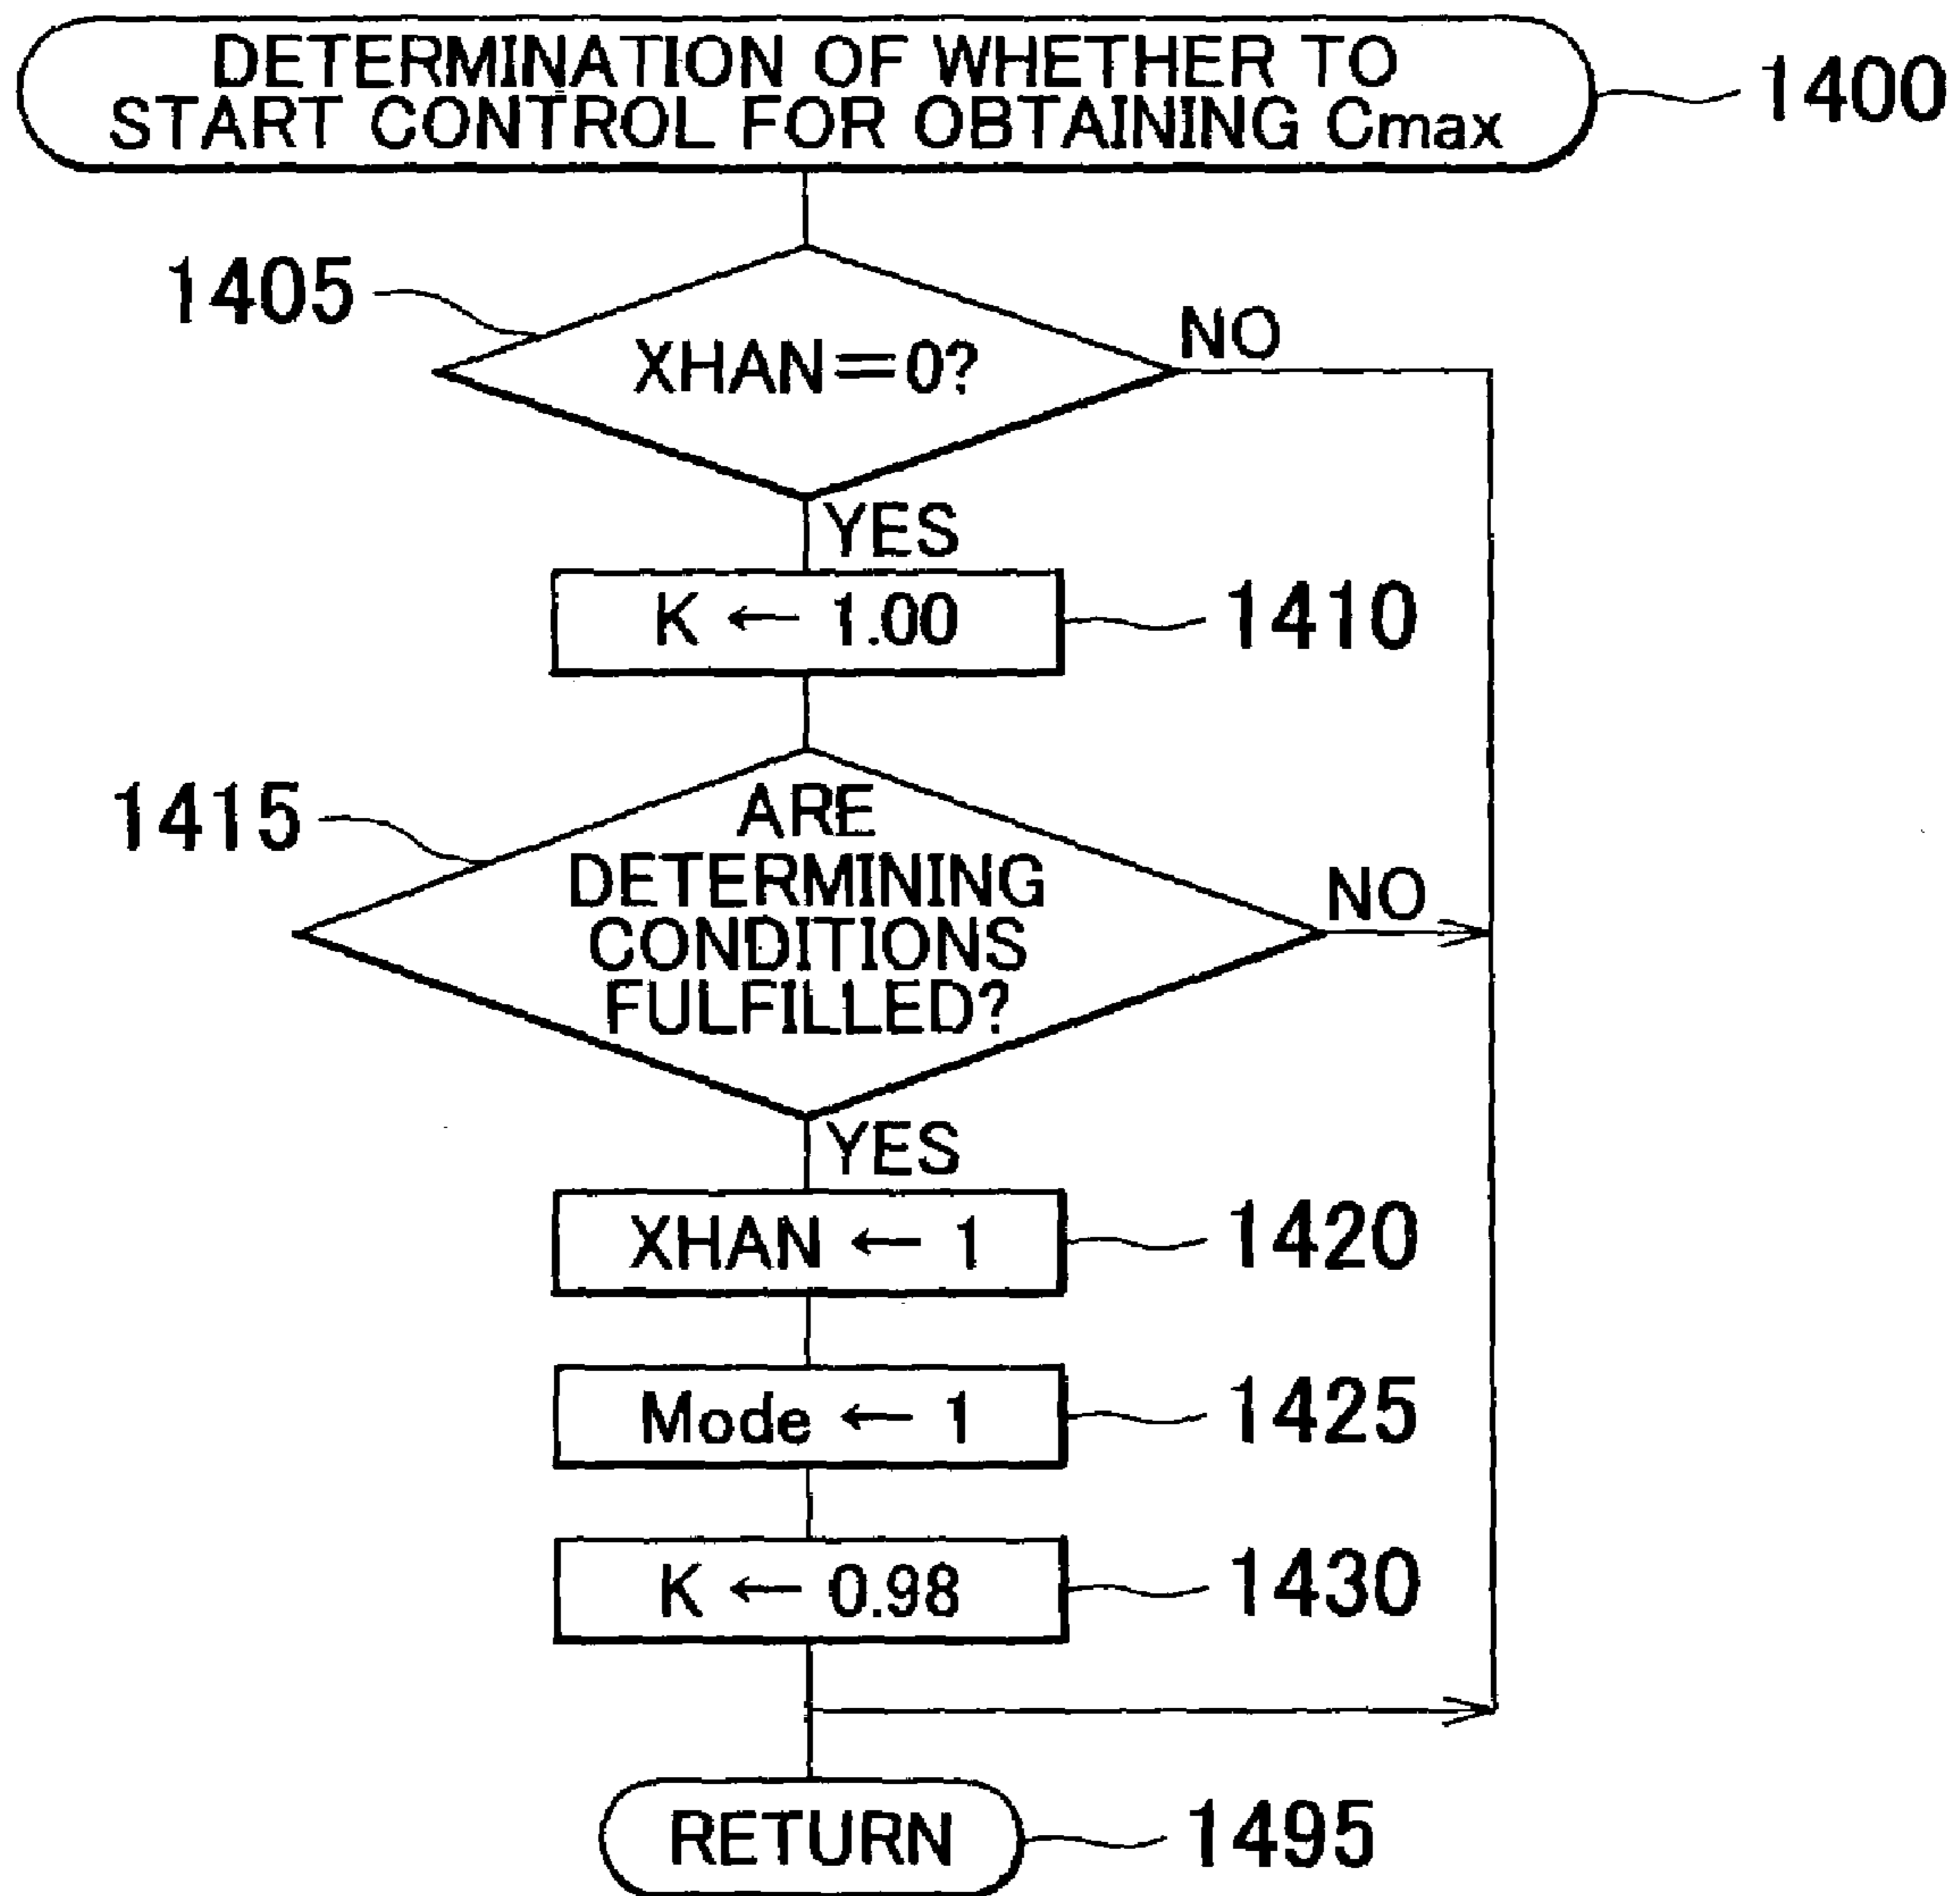 DETERMINATION OF WHETHER TO
START CONTROL FOR OBTAINING Cmax
1400
1405
XHAN=0?
NO
YES
K ← 1.00
1410
1415
ARE
DETERMINING
CONDITIONS
FULFILLED?
NO
YES
XHAN ← 1
1420
Mode ← 1
1425
K ← 0.98
1430
RETURN
1495